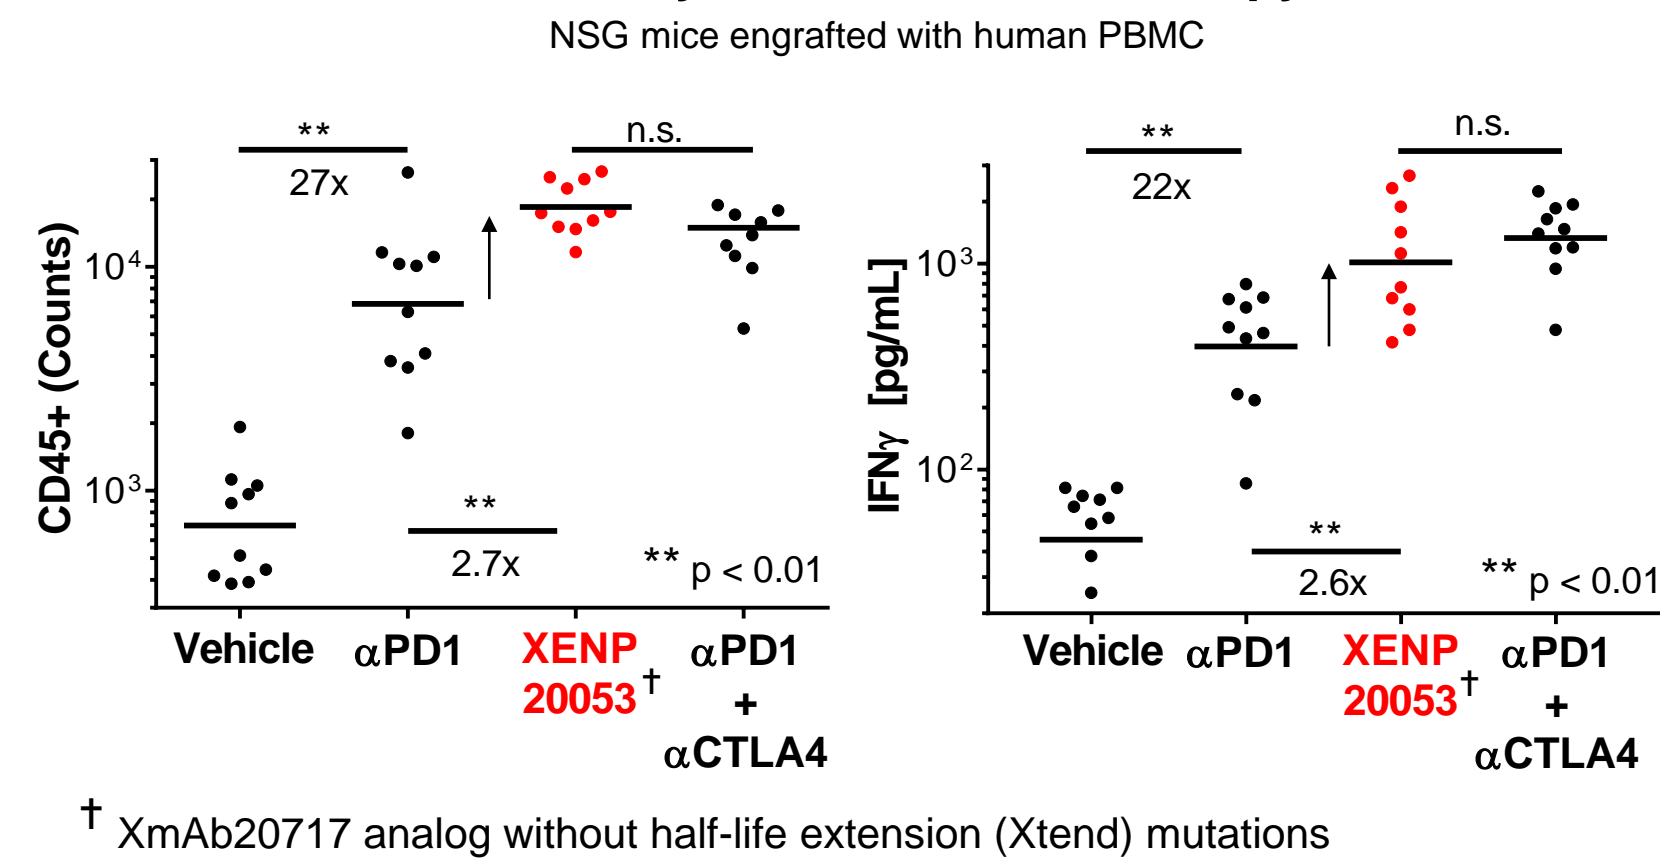 NSG mice engrafted with human PBMC
**
27x
n.s.
CD45+ (Counts)
10⁴
10³
**
2.7x
** p < 0.01
Vehicle
αPD1
XENP
20053†
αPD1
+
αCTLA4
**
22x
n.s.
IFNγ [pg/mL]
10³
10²
**
2.6x
** p < 0.01
Vehicle
αPD1
XENP
20053†
αPD1
+
αCTLA4
† XmAb20717 analog without half-life extension (Xtend) mutations